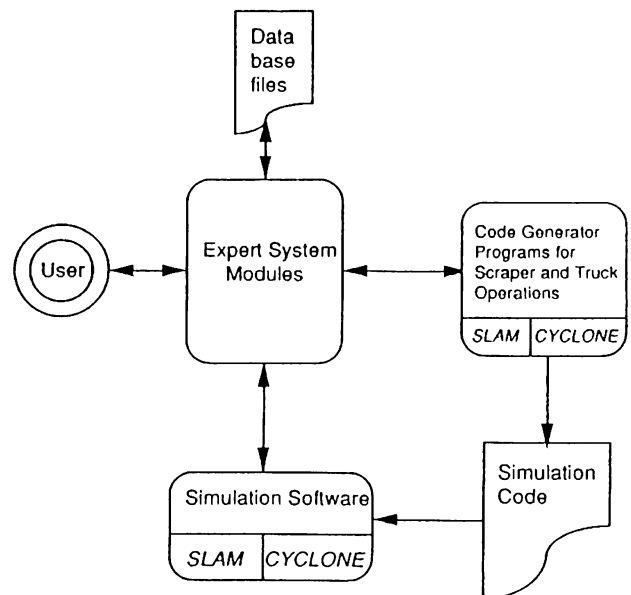 Data
base
files
User
Expert System
Modules
Code Generator
Programs for
Scraper and Truck
Operations
SLAM CYCLONE
Simulation Software
SLAM CYCLONE
Simulation
Code